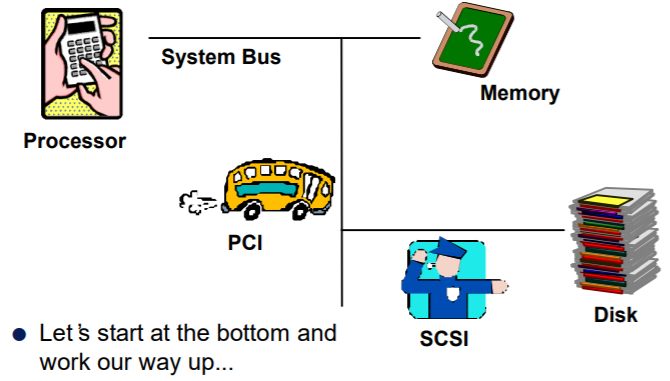 System Bus
Memory
Processor
PCI
Disk
SCSI
● Let's start at the bottom and
work our way up...